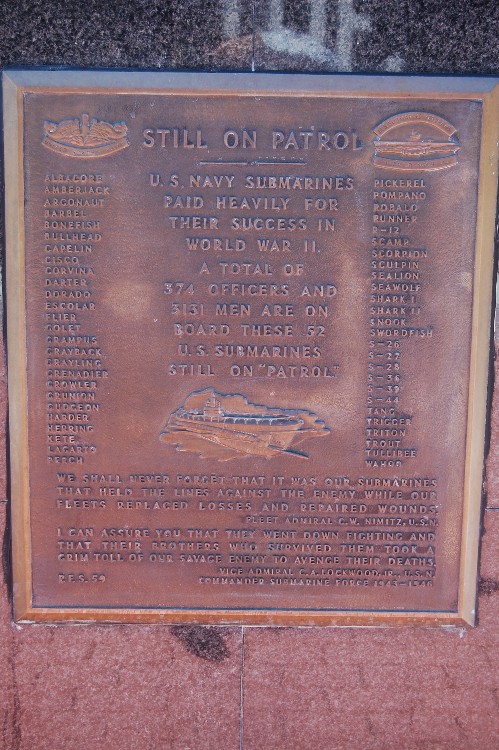 STILL ON PATROL
ALBACORE
AMBERJACK
ARGONAUT
BARBEL
BONEFISH
BULLHEAD
CAPELIN
CISCO
CORVINA
DARTER
DORADO
ESCOLAR
FLIER
GOLET
GRAMPUS
GRAYBACK
GRAYLING
GRENADIER
GROWLER
GRUNION
GUDGEON
HARDER
HERRING
KETE
LAGARTO
PERCH
U.S. NAVY SUBMARINES
PAID HEAVILY FOR
THEIR SUCCESS IN
WORLD WAR II.
A TOTAL OF
374 OFFICERS AND
3131 MEN ARE ON
BOARD THESE 52
U.S. SUBMARINES
STILL ON "PATROL."
PICKEREL
POMPANO
ROBALO
RUNNER
R-12
SCAMP
SCORPION
SCULPIN
SEALION
SEAWOLF
SHARK I
SHARK II
SNOOK
SWORDFISH
S-26
S-27
S-28
S-36
S-39
S-44
TANG
TRIGGER
TRITON
TROUT
TULLIBEE
WAHOO
WE SHALL NEVER FORGET THAT IT WAS OUR SUBMARINES
THAT HELD THE LINES AGAINST THE ENEMY WHILE OUR
FLEETS REPLACED LOSSES AND REPAIRED WOUNDS
FLEET ADMIRAL C.W. NIMITZ, U.S.N.
I CAN ASSURE YOU THAT THEY WENT DOWN FIGHTING AND
THAT THEIR BROTHERS WHO SURVIVED THEM TOOK A
GRIM TOLL OF OUR SAVAGE ENEMY TO AVENGE THEIR DEATHS.
VICE ADMIRAL C.A. LOCKWOOD, JR., U.S.N.
P.F.S. 59 COMMANDER SUBMARINE FORCE 1943-1946